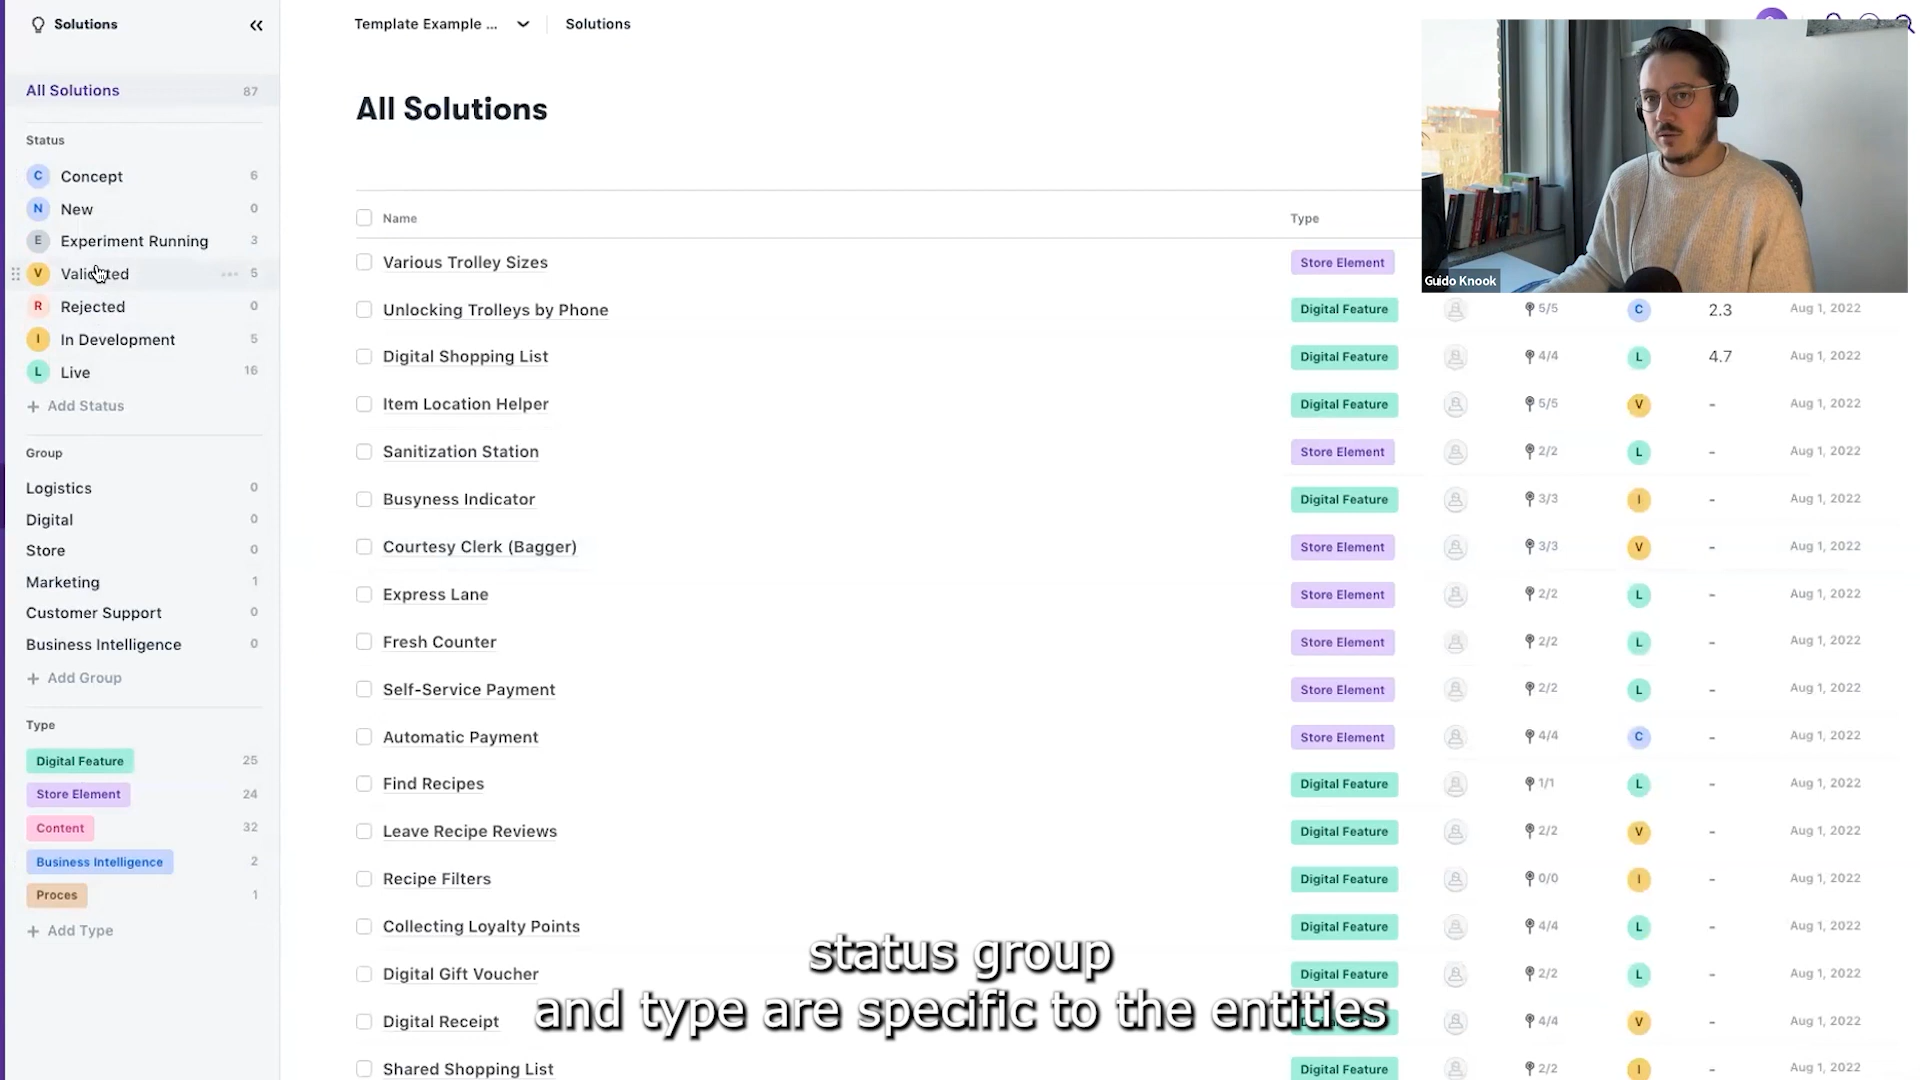 Solutions
All Solutions 87
Status
C Concept 6
N New 0
E Experiment Running 3
V Validated 5
R Rejected 0
I In Development 5
L Live 16
+ Add Status
Group
Logistics 0
Digital 0
Store 0
Marketing 1
Customer Support 0
Business Intelligence 0
+ Add Group
Type
Digital Feature 25
Store Element 24
Content 32
Business Intelligence 2
Proces 1
+ Add Type
Template Example ... Solutions
All Solutions
Name Type
Various Trolley Sizes Store Element
Unlocking Trolleys by Phone Digital Feature 5/5 C 2.3 Aug 1, 2022
Digital Shopping List Digital Feature 4/4 L 4.7 Aug 1, 2022
Item Location Helper Digital Feature 5/5 V - Aug 1, 2022
Sanitization Station Store Element 2/2 L - Aug 1, 2022
Busyness Indicator Digital Feature 3/3 I - Aug 1, 2022
Courtesy Clerk (Bagger) Store Element 3/3 V - Aug 1, 2022
Express Lane Store Element 2/2 L - Aug 1, 2022
Fresh Counter Store Element 2/2 L - Aug 1, 2022
Self-Service Payment Store Element 2/2 L - Aug 1, 2022
Automatic Payment Store Element 4/4 C - Aug 1, 2022
Find Recipes Digital Feature 1/1 L - Aug 1, 2022
Leave Recipe Reviews Digital Feature 2/2 V - Aug 1, 2022
Recipe Filters Digital Feature 0/0 I - Aug 1, 2022
Collecting Loyalty Points Digital Feature 4/4 L - Aug 1, 2022
Digital Gift Voucher Digital Feature 2/2 L - Aug 1, 2022
Digital Receipt 4/4 V - Aug 1, 2022
Shared Shopping List Digital Feature 2/2 I - Aug 1, 2022
Guido Knook
status group
and type are specific to the entities